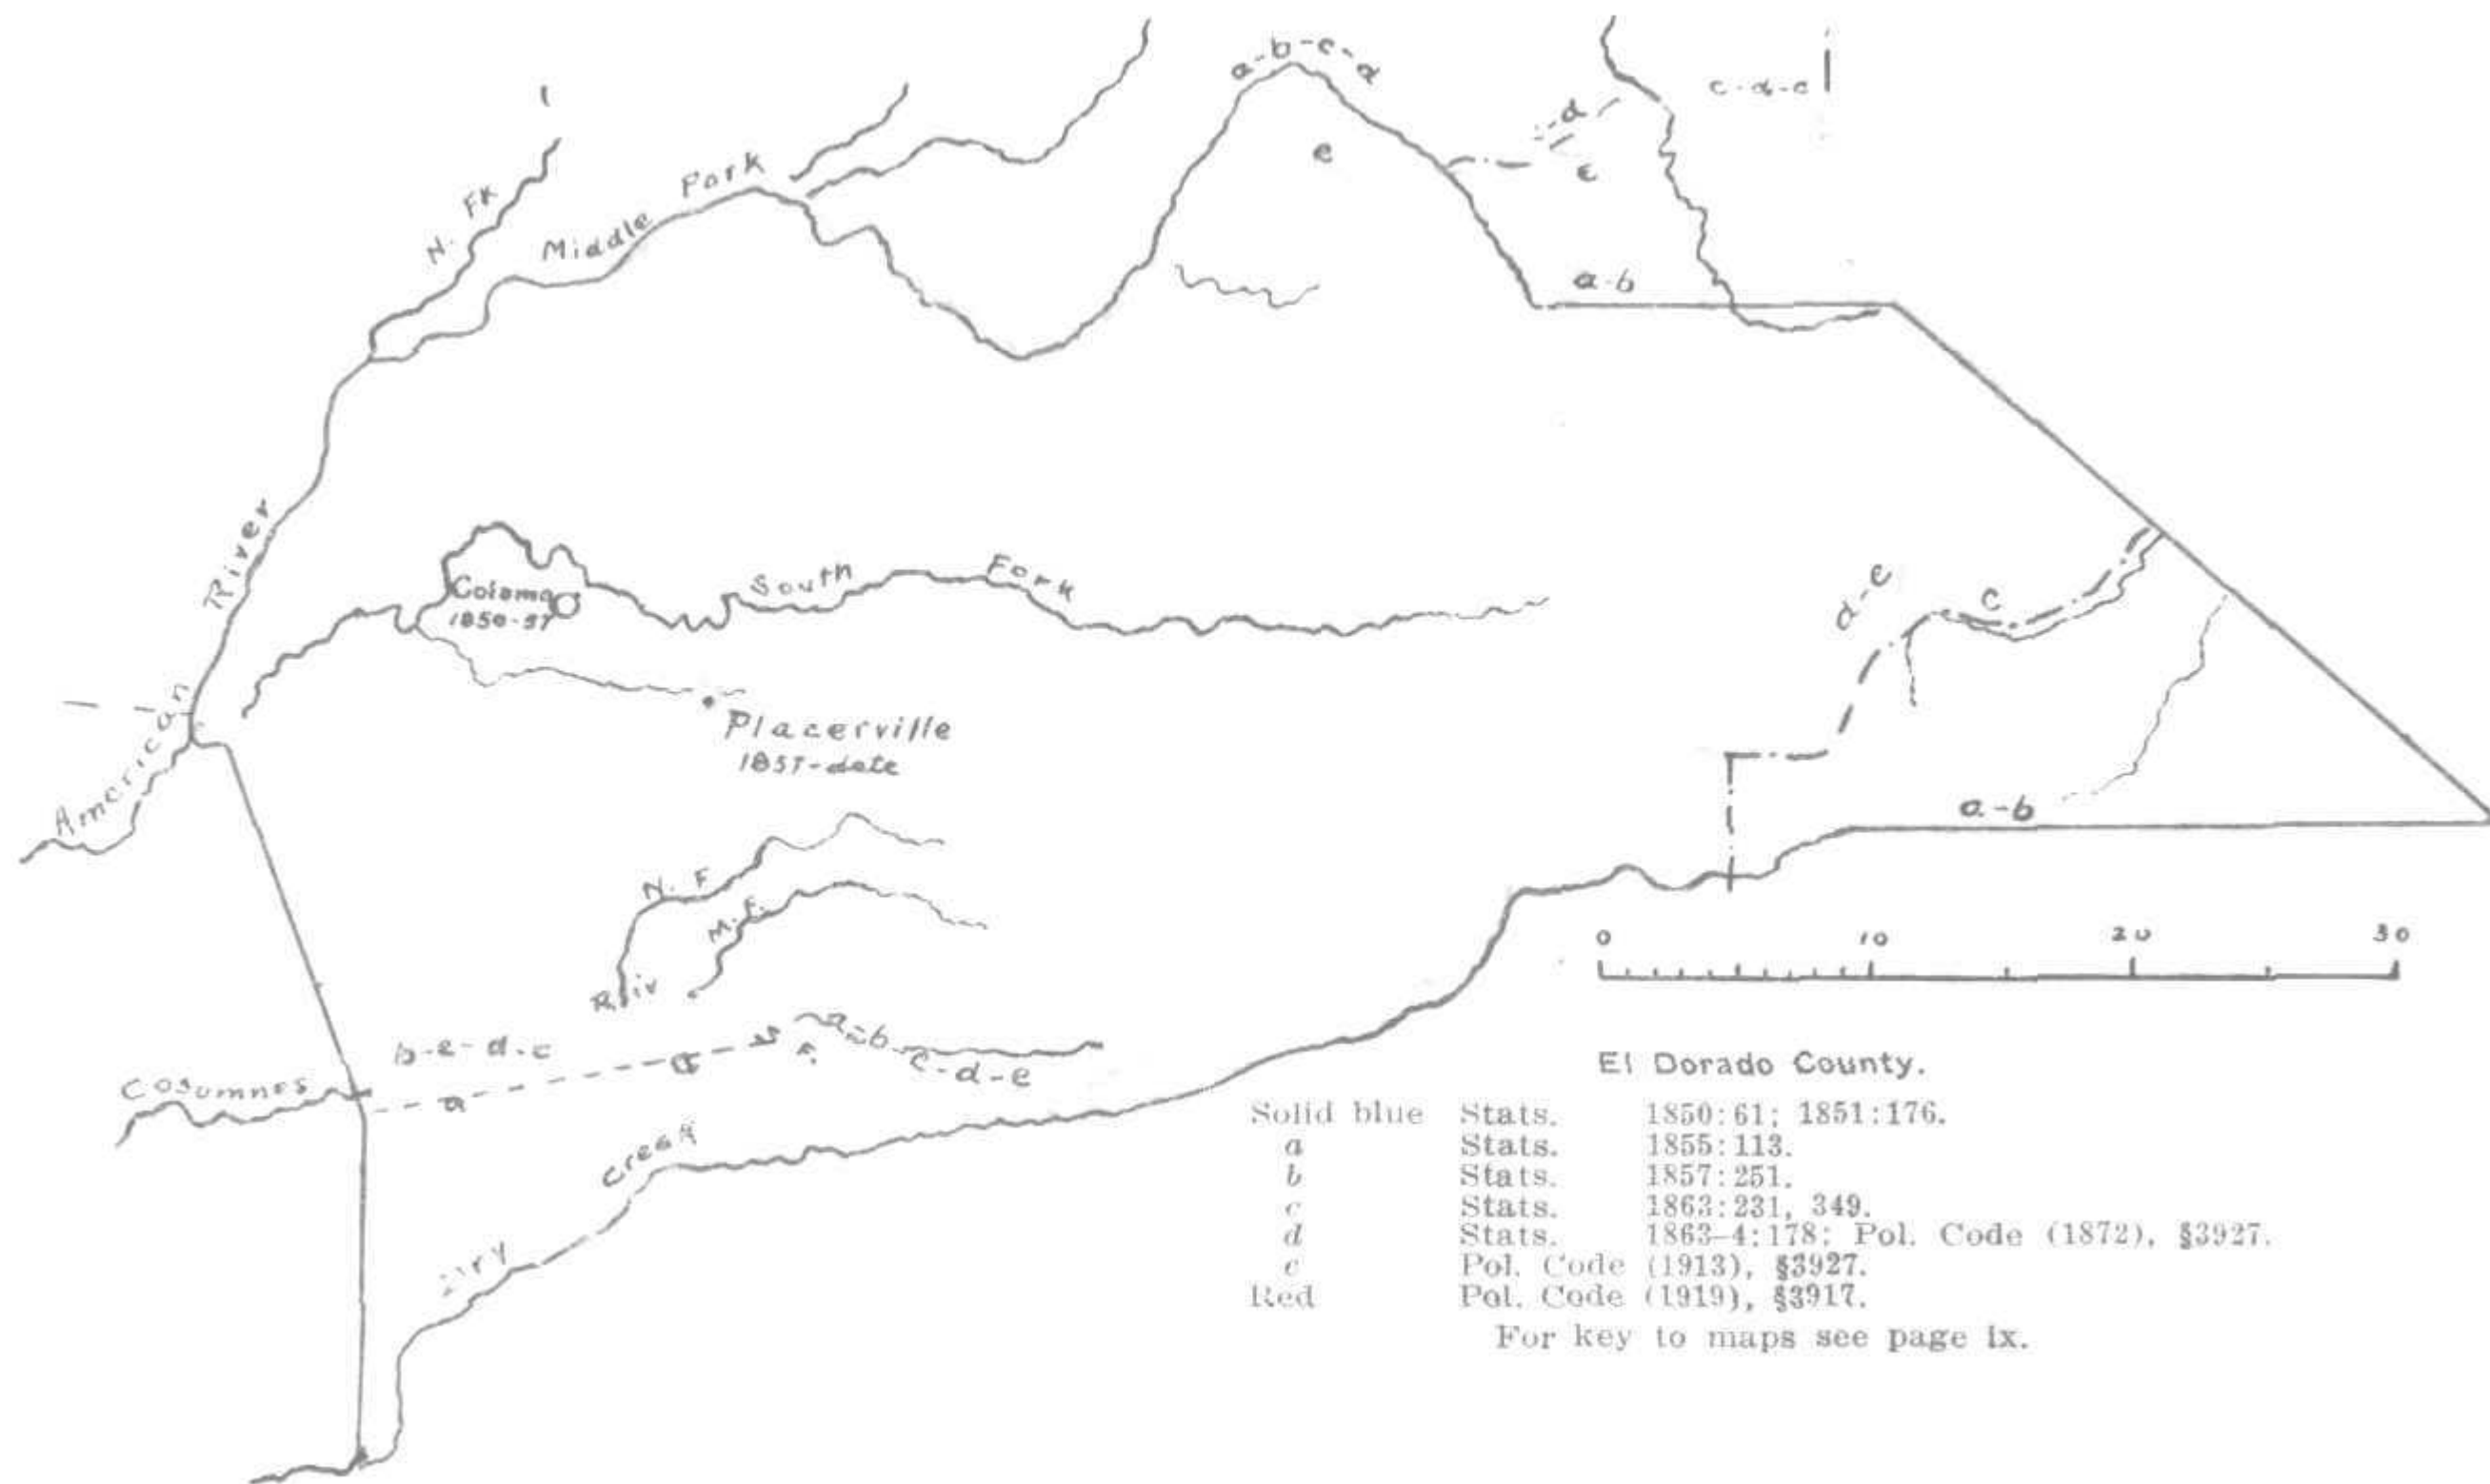 a-b-c-d
c-d-e
d
e
e
N. FK
Middle Fork
a-b
American River
Coloma
1850-57
South Fork
Placerville
1857-date
d-e
c
a-b
N. F
M. F.
Riv
0 10 20 30
a-b
c-d-e
S
F.
a
Cosumnes
Creek
El Dorado County.
Solid blue Stats. 1850:61; 1851:176.
a Stats. 1855:113.
b Stats. 1857:251.
c Stats. 1863:231, 349.
d Stats. 1863-4:178; Pol. Code (1872), §3927.
c Pol. Code (1913), §3927.
Red Pol. Code (1919), §3917.
For key to maps see page ix.